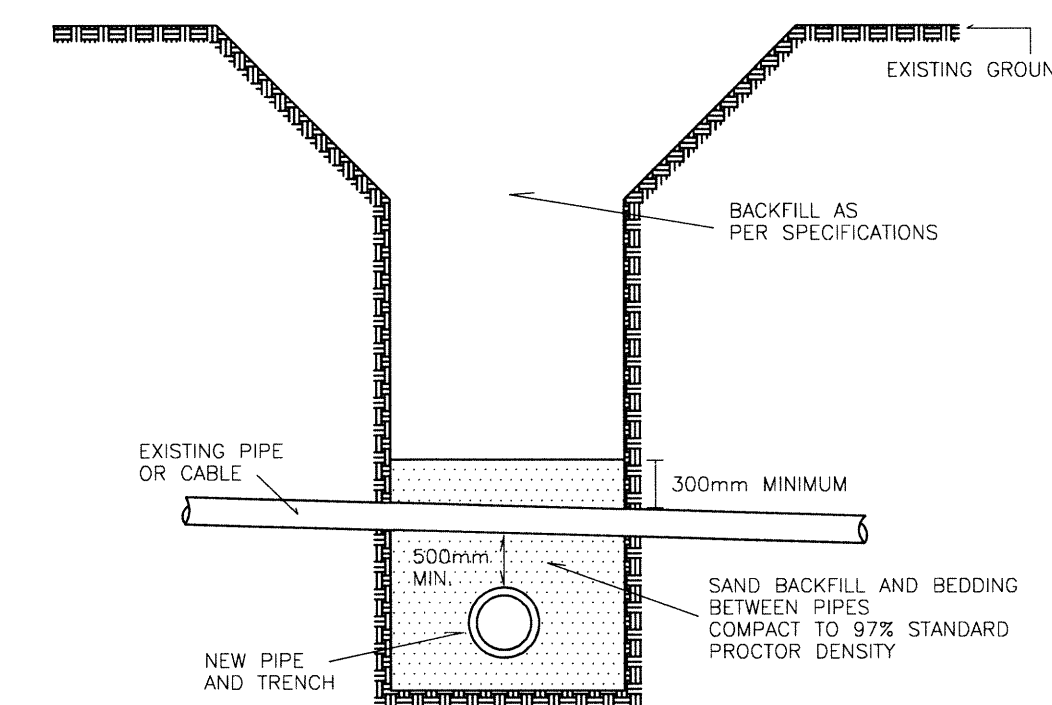 EXISTING GROUN
BACKFILL AS
PER SPECIFICATIONS
EXISTING PIPE
OR CABLE
300mm MINIMUM
500mm
MIN.
SAND BACKFILL AND BEDDING
BETWEEN PIPES
COMPACT TO 97% STANDARD
PROCTOR DENSITY
NEW PIPE
AND TRENCH